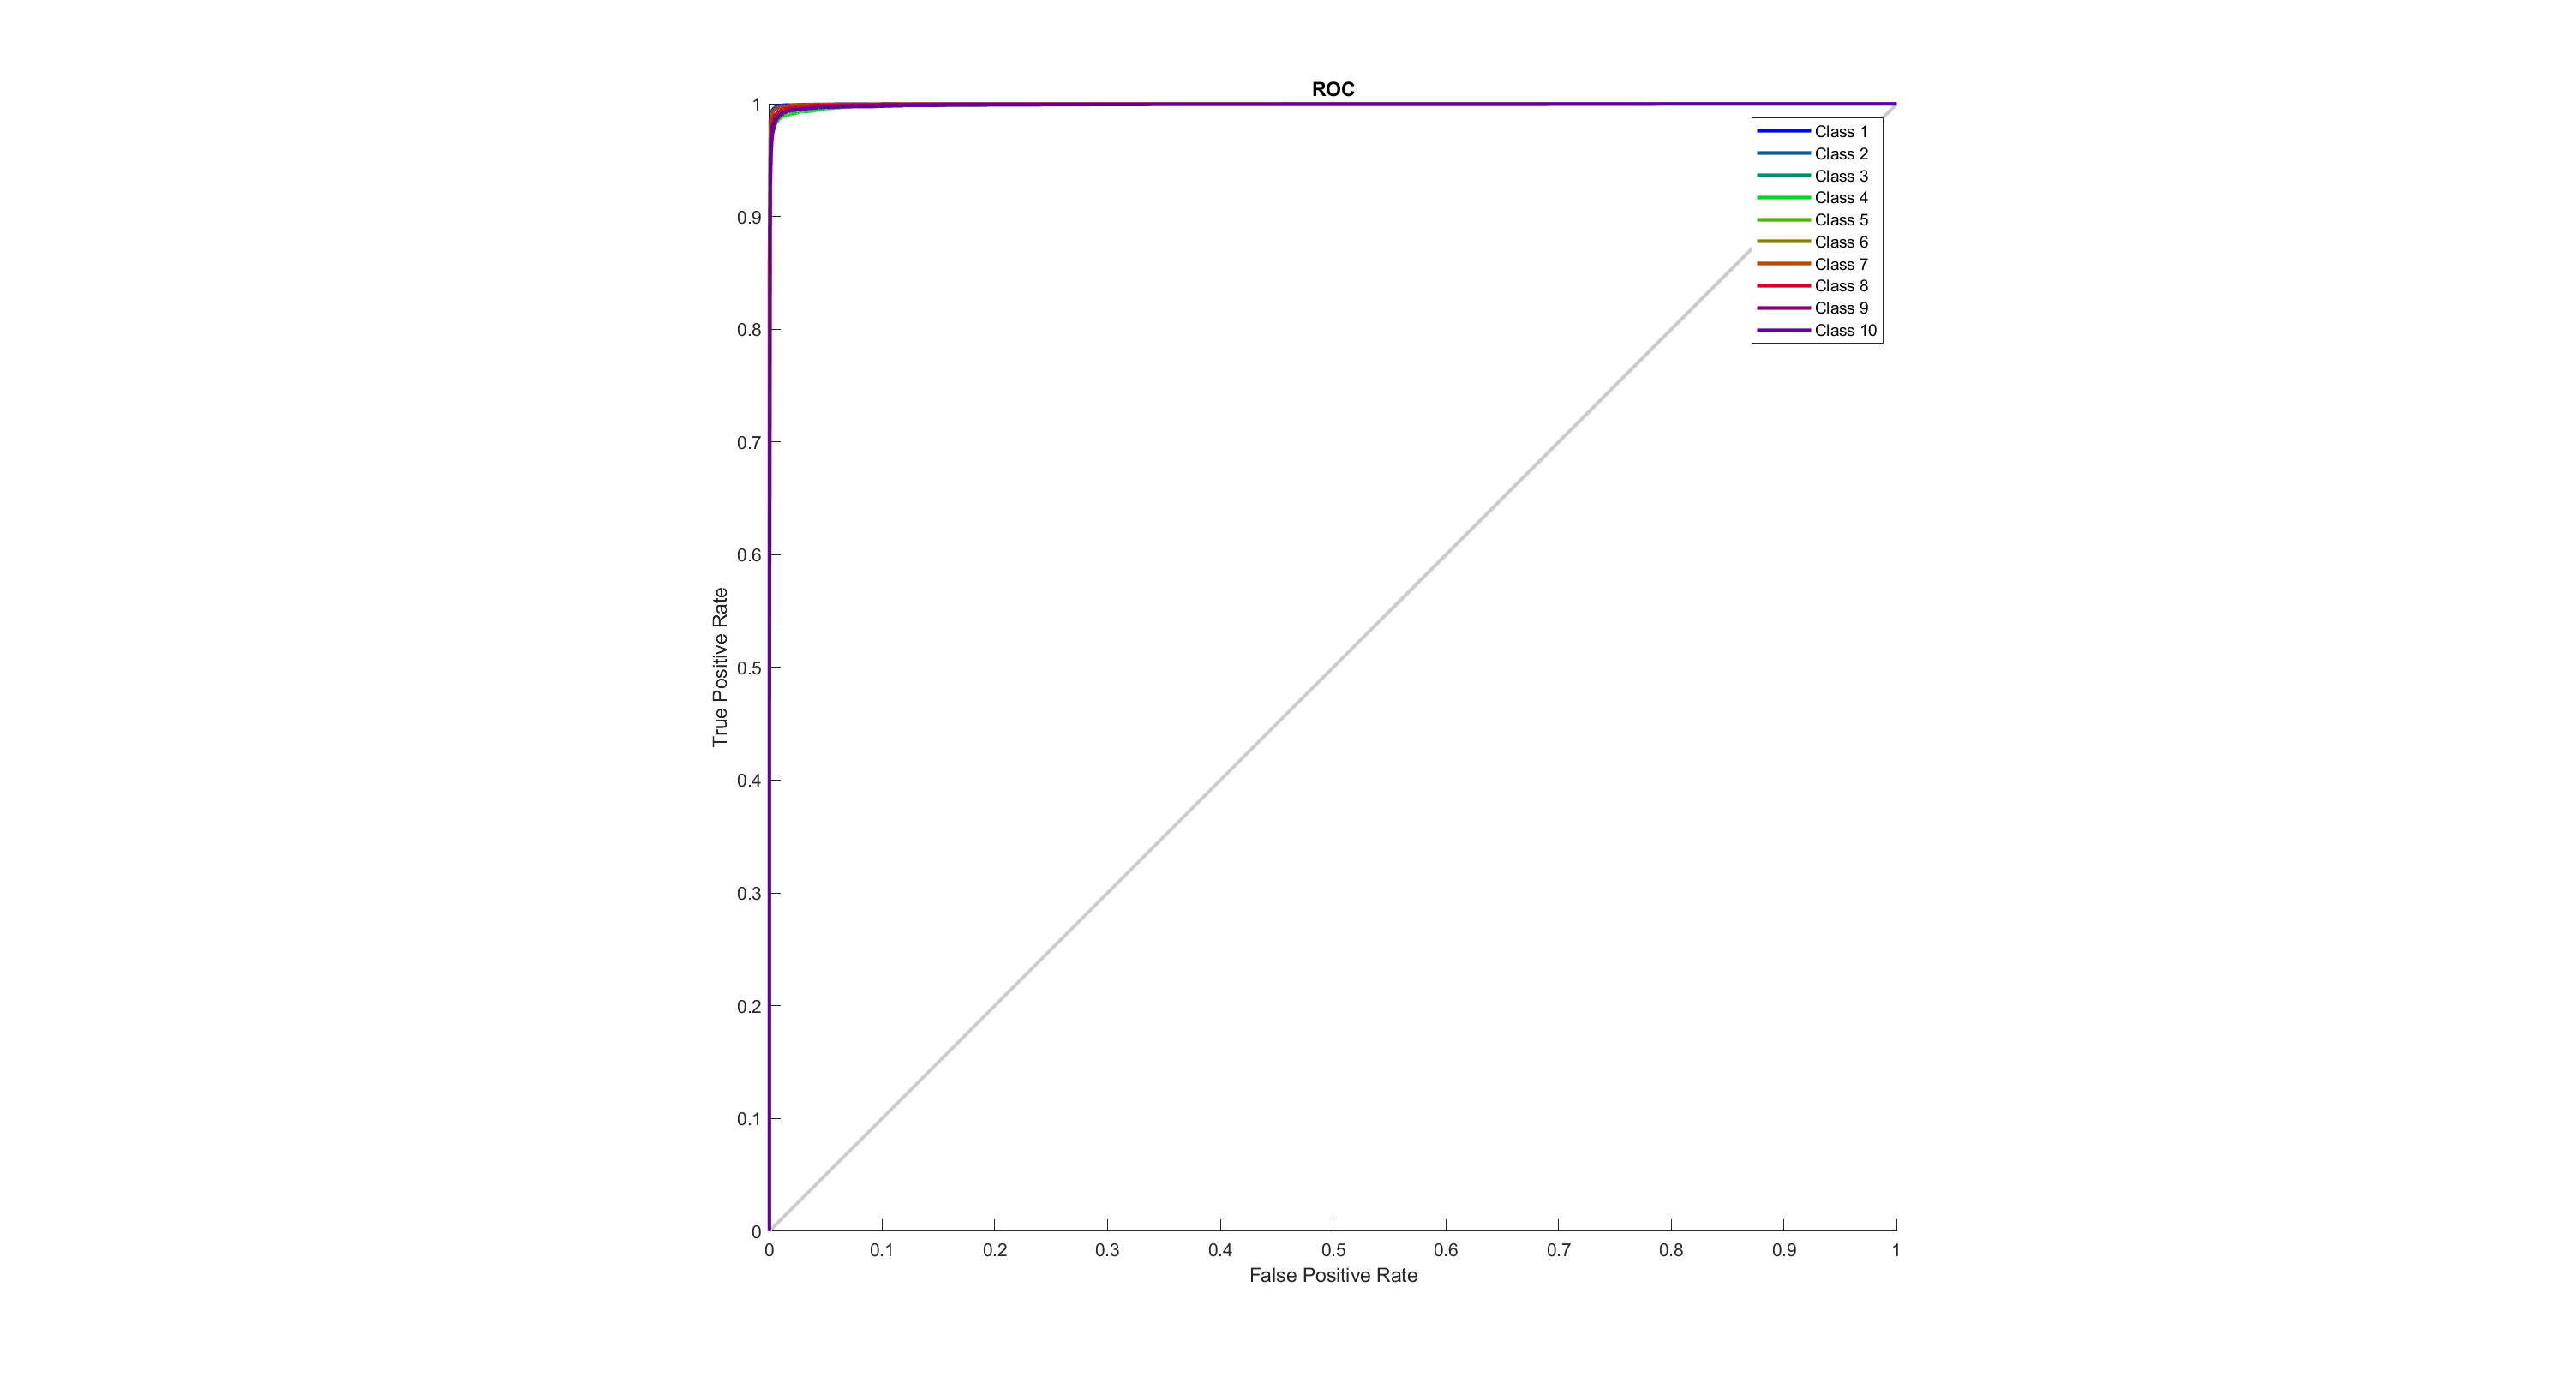 ROC
1
0.9
0.8
0.7
0.6
0.5
0.4
0.3
0.2
0.1
0
True Positive Rate
Class 1
Class 2
Class 3
Class 4
Class 5
Class 6
Class 7
Class 8
Class 9
Class 10
0 0.1 0.2 0.3 0.4 0.5 0.6 0.7 0.8 0.9 1
False Positive Rate